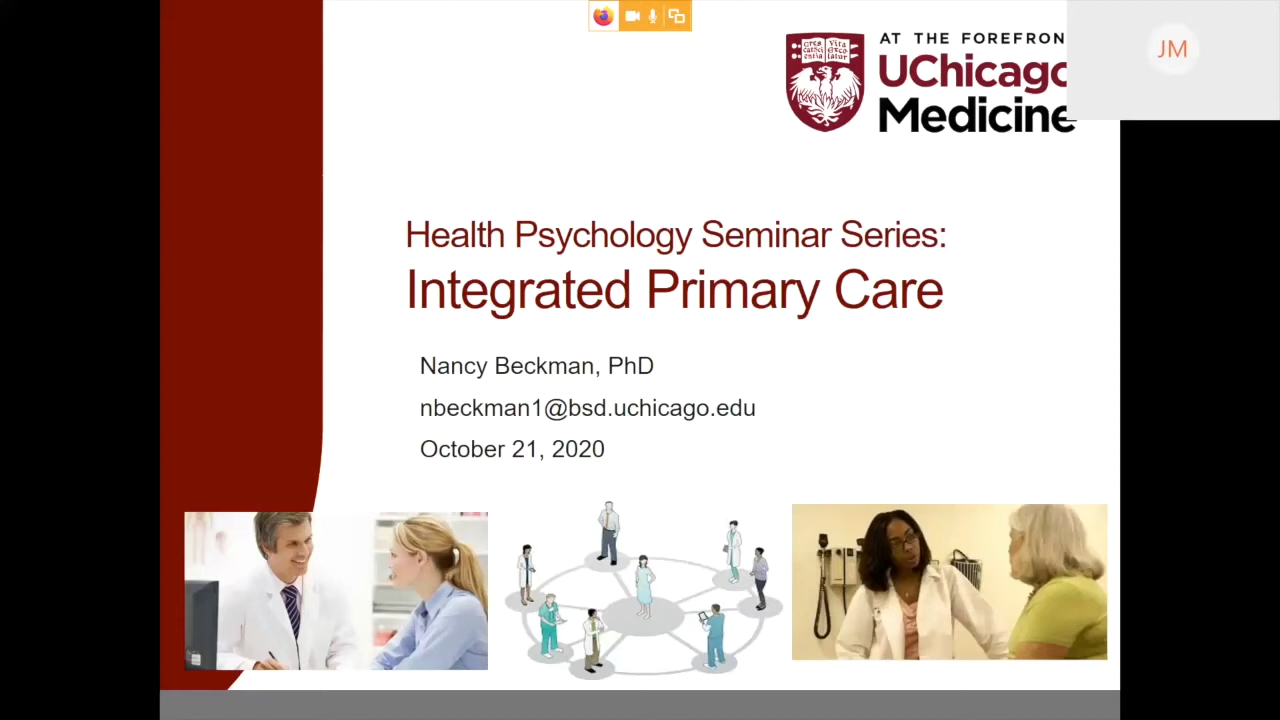 AT THE FOREFRON
UChicago
Medicine
JM
Health Psychology Seminar Series:
Integrated Primary Care
Nancy Beckman, PhD
nbeckman1@bsd.uchicago.edu
October 21, 2020